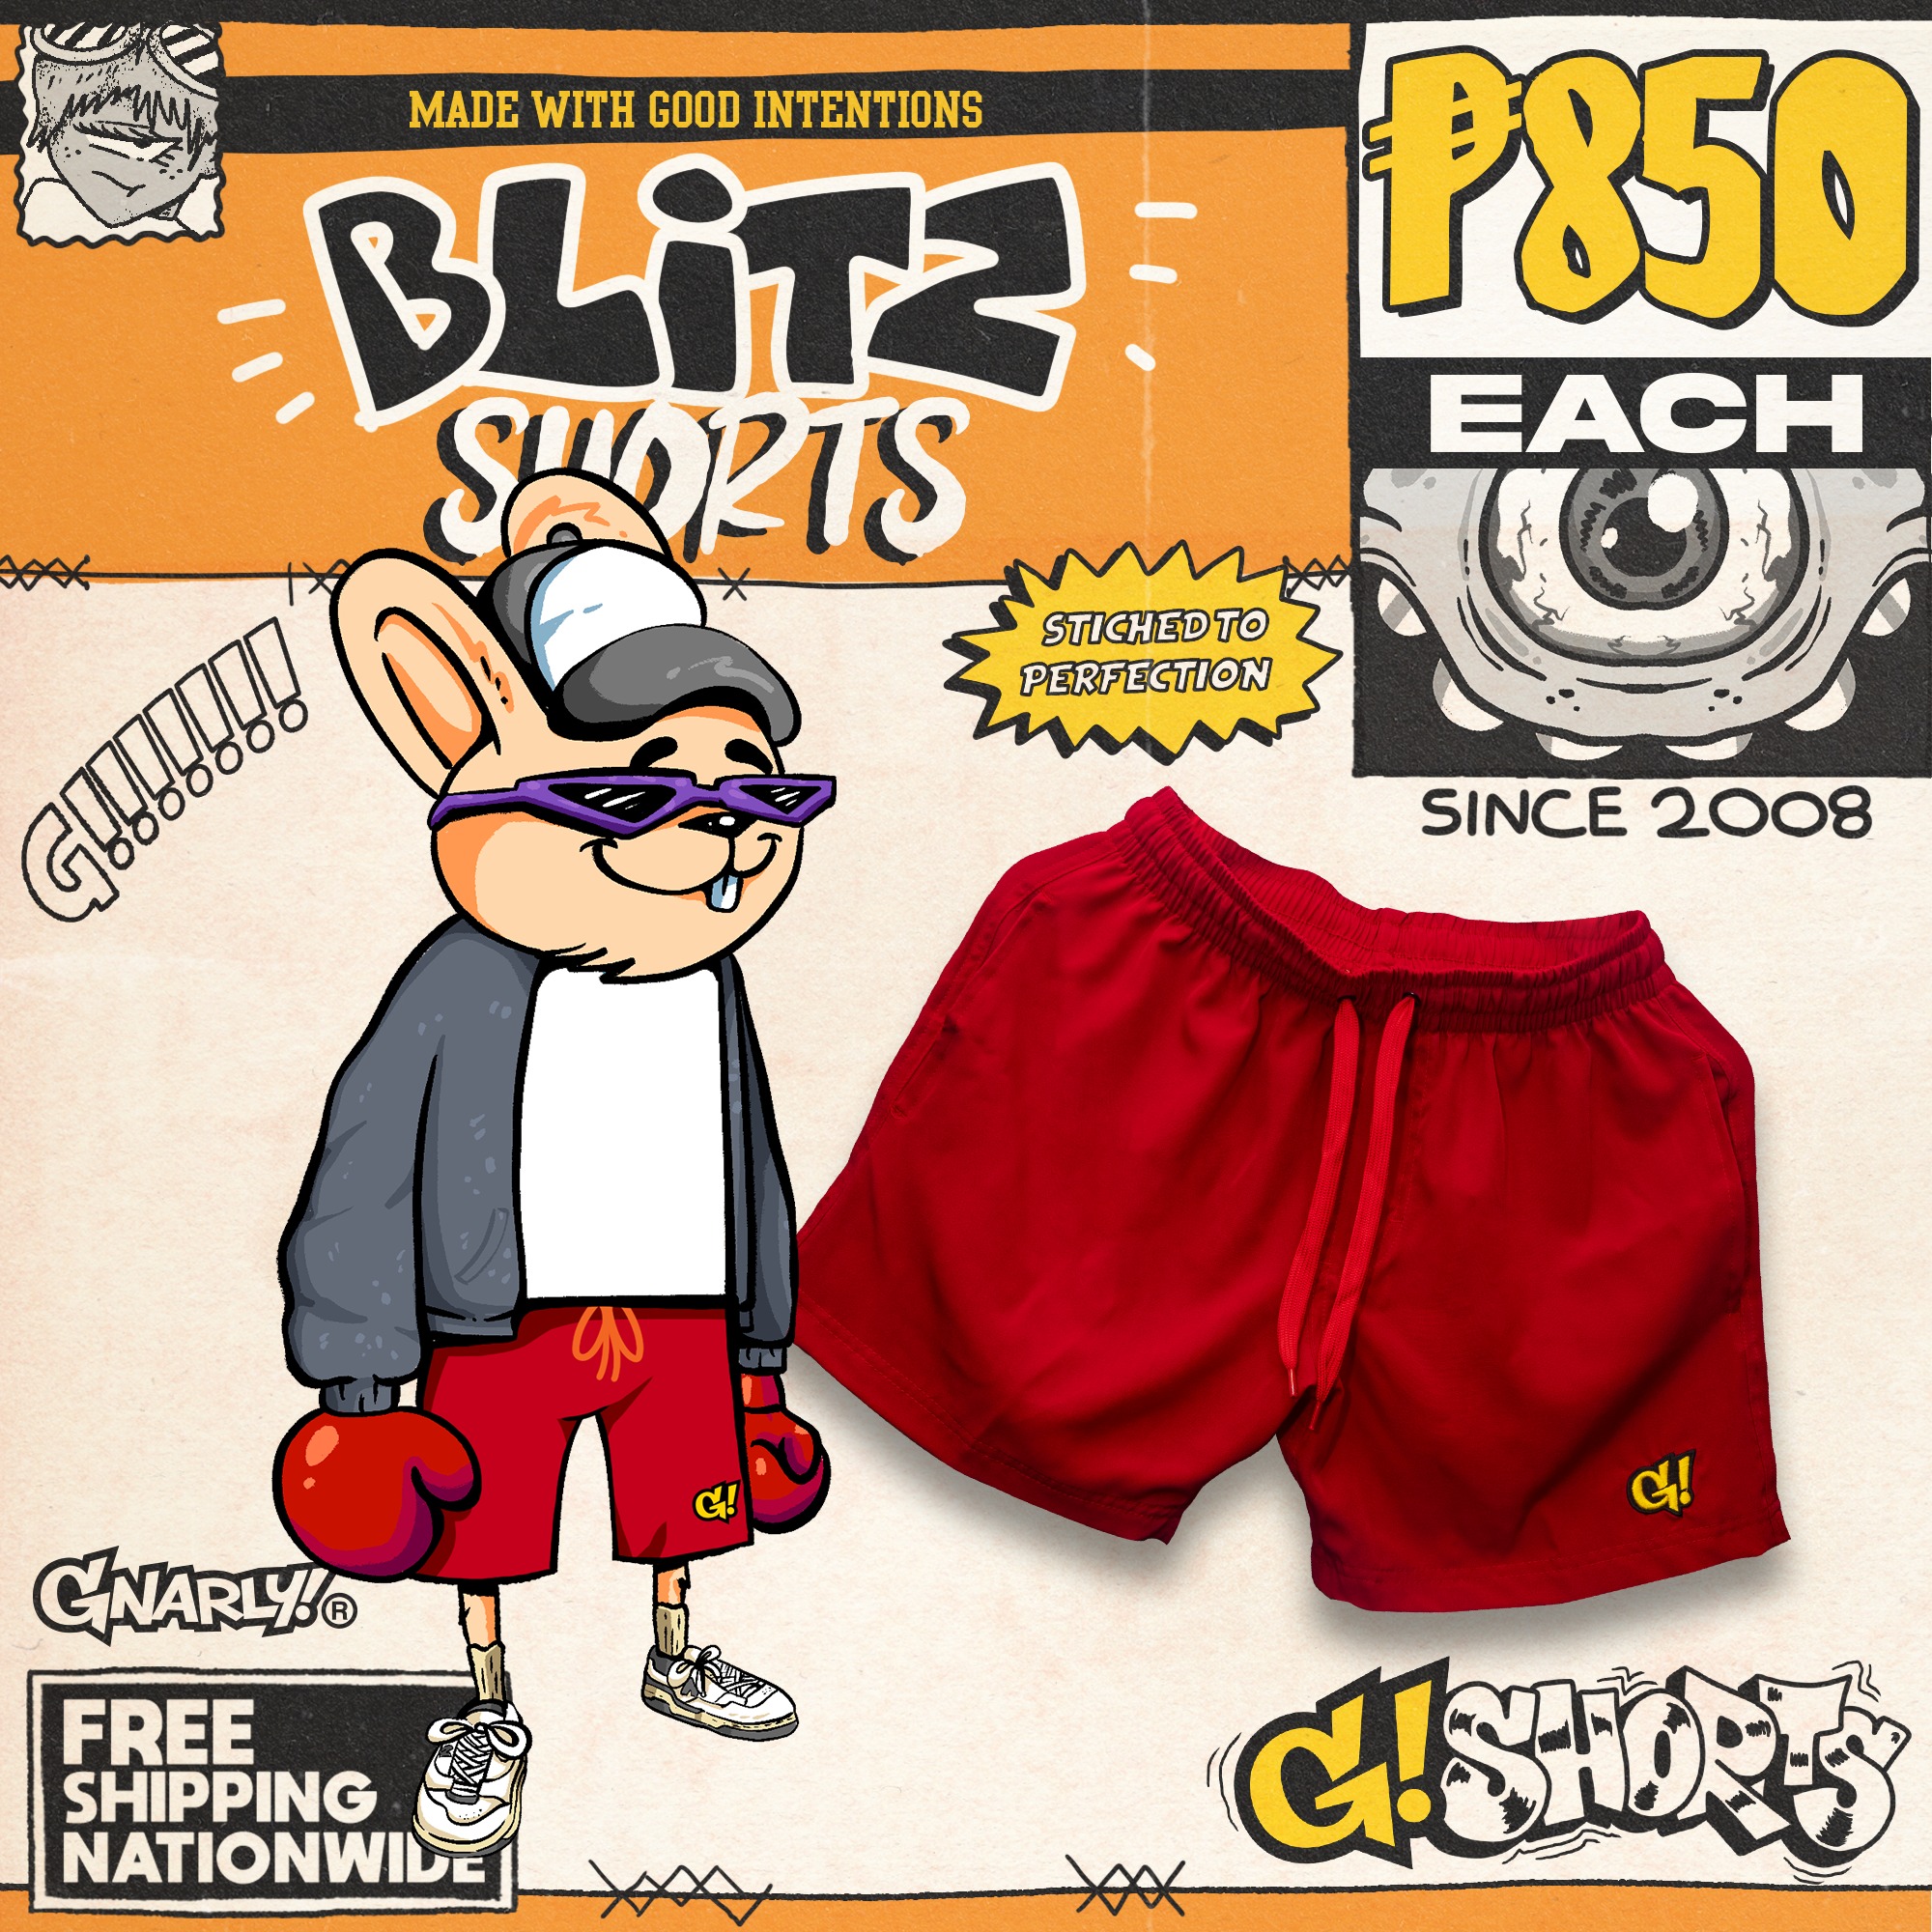 MADE WITH GOOD INTENTIONS
BLiTZ
SHORTS
₱850
EACH
SINCE 2008
STICHED TO
PERFECTION
G!!!!!!!
G!
G!
GNARLY!®
FREE
SHIPPING
NATIONWIDE
G! SHORTS